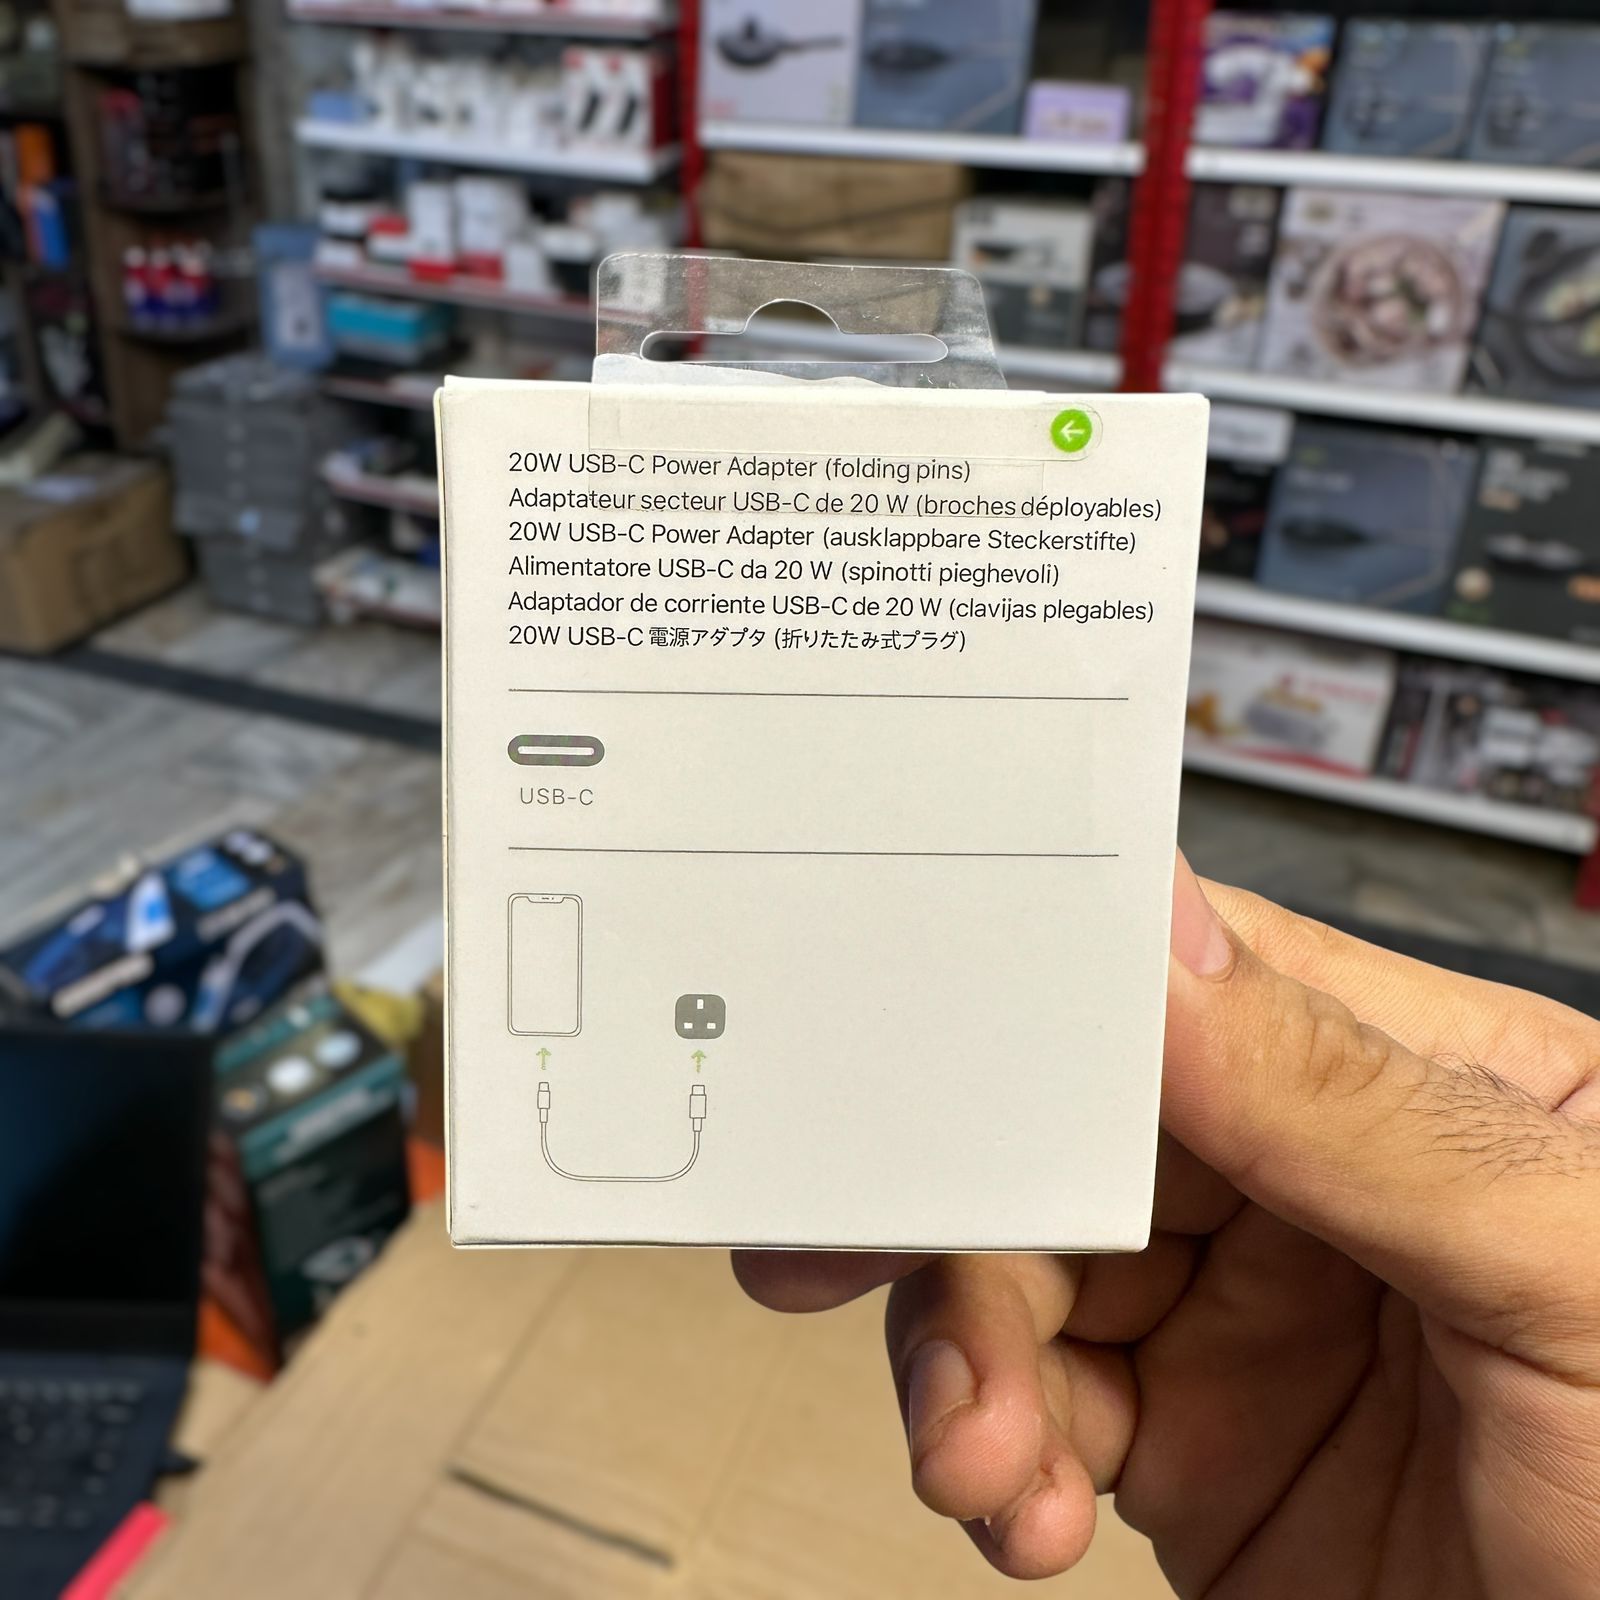 20W USB-C Power Adapter (folding pins)
Adaptateur secteur USB-C de 20 W (broches déployables)
20W USB-C Power Adapter (ausklappbare Steckerstifte)
Alimentatore USB-C da 20 W (spinotti pieghevoli)
Adaptador de corriente USB-C de 20 W (clavijas plegables)
20W USB-C 電源アダプタ (折りたたみ式プラグ)
USB-C